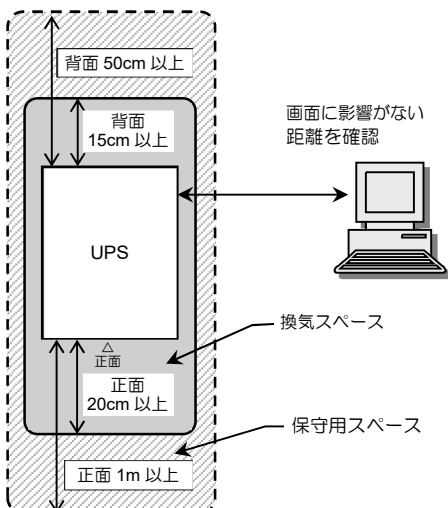 背面 50cm 以上
背面
15cm 以上
画面に影響がない
距離を確認
UPS
換気スペース
△
正面
正面
20cm 以上
保守用スペース
正面 1m 以上